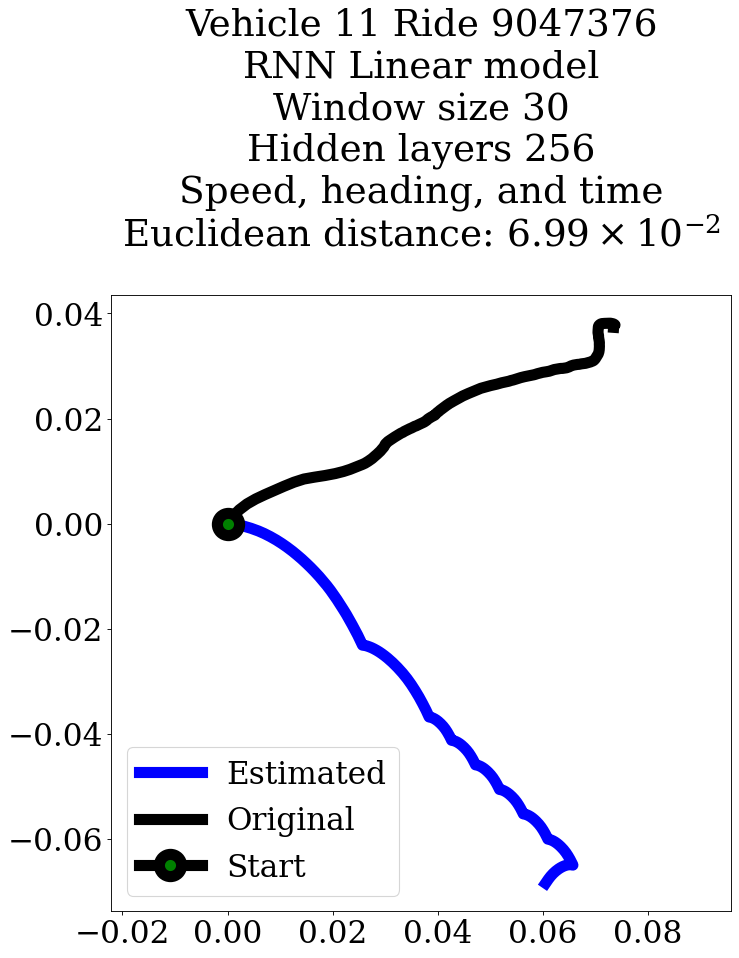 Vehicle 11 Ride 9047376
RNN Linear model
Window size 30
Hidden layers 256
Speed, heading, and time
Euclidean distance: 6.99 × 10⁻²
0.04
0.02
0.00
−0.02
−0.04
−0.06
Estimated
Original
Start
−0.02 0.00 0.02 0.04 0.06 0.08